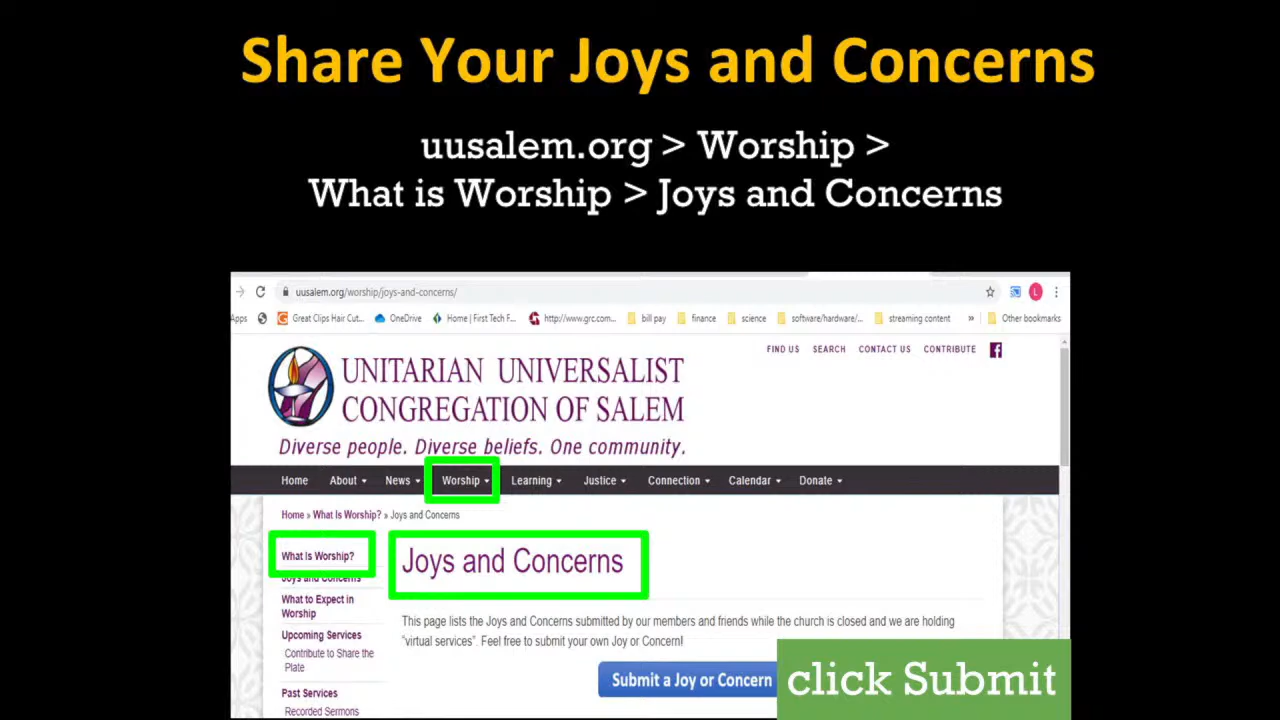 Share Your Joys and Concerns
uusalem.org > Worship >
What is Worship > Joys and Concerns
uusalem.org/worship/joys-and-concerns/
L
Apps
Great Clips Hair Cut...
OneDrive
Home | First Tech F...
http://www.grc.com...
bill pay
finance
science
software/hardware/...
streaming content
»
Other bookmarks
FIND US SEARCH CONTACT US CONTRIBUTE
UNITARIAN UNIVERSALIST
CONGREGATION OF SALEM
Diverse people. Diverse beliefs. One community.
Home About News Worship Learning Justice Connection Calendar Donate
Home » What Is Worship? » Joys and Concerns
What Is Worship?
Joys and Concerns
What to Expect in
Worship
Upcoming Services
Contribute to Share the
Plate
Past Services
Recorded Sermons
Joys and Concerns
This page lists the Joys and Concerns submitted by our members and friends while the church is closed and we are holding
"virtual services". Feel free to submit your own Joy or Concern!
Submit a Joy or Concern
click Submit